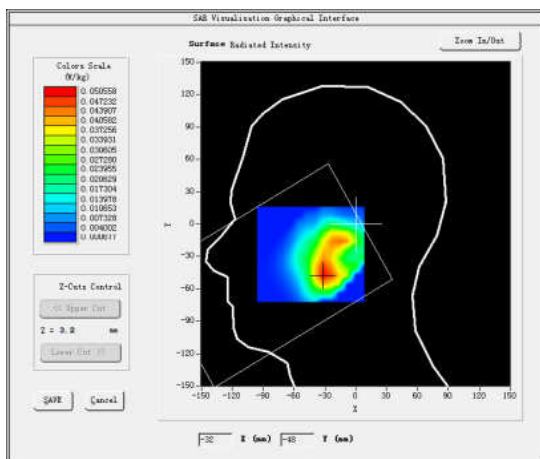 SAR Visualization Graphical Interface
Surface Radiated Intensity
Zoom In/Out
Colors Scale
(W/kg)
0.050558
0.047232
0.043907
0.040582
0.037256
0.033931
0.030605
0.027280
0.023955
0.020629
0.017304
0.013978
0.010653
0.007328
0.004002
Z-Cuts Control
<< Upper Cut
Z = 3.2 mm
Lower Cut >>
SAVE
Cancel
150
120
90
60
30
0
-30
-60
-90
-120
-150
Y
-150 -120 -90 -60 -30 0 30 60 90 120 150
X
-32 X (mm) -48 Y (mm)